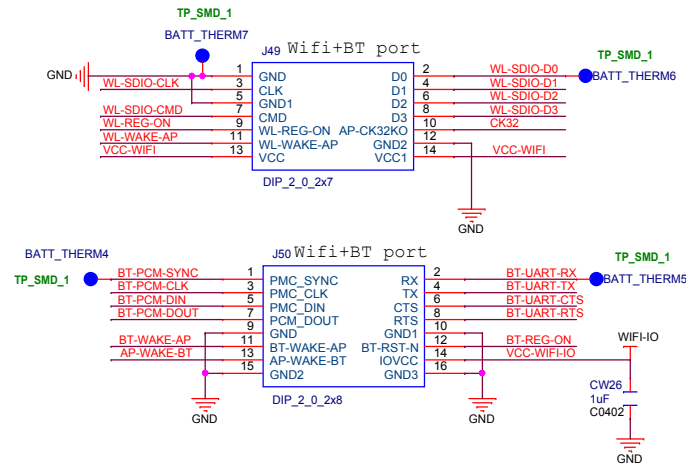 TP_SMD_1
BATT_THERM7
J49 Wifi+BT port
TP_SMD_1
GND
1 GND D0 2 WL-SDIO-D0
BATT_THERM6
WL-SDIO-CLK 3 CLK D1 4 WL-SDIO-D1
5 GND1 D2 6 WL-SDIO-D2
WL-SDIO-CMD 7 CMD D3 8 WL-SDIO-D3
WL-REG-ON 9 WL-REG-ON AP-CK32KO 10 CK32
WL-WAKE-AP 11 WL-WAKE-AP GND2 12
VCC-WIFI 13 VCC VCC1 14 VCC-WIFI
DIP_2_0_2x7
GND
BATT_THERM4
J50 Wifi+BT port
TP_SMD_1
TP_SMD_1
BT-PCM-SYNC 1 PMC_SYNC RX 2 BT-UART-RX
BATT_THERM5
BT-PCM-CLK 3 PMC_CLK TX 4 BT-UART-TX
BT-PCM-DIN 5 PMC_DIN CTS 6 BT-UART-CTS
BT-PCM-DOUT 7 PCM_DOUT RTS 8 BT-UART-RTS
9 GND GND1 10
BT-WAKE-AP 11 BT-WAKE-AP BT-RST-N 12 BT-REG-ON
WIFI-IO
AP-WAKE-BT 13 AP-WAKE-BT IOVCC 14 VCC-WIFI-IO
15 GND2 GND3 16
DIP_2_0_2x8
CW26
1uF
C0402
GND
GND
GND